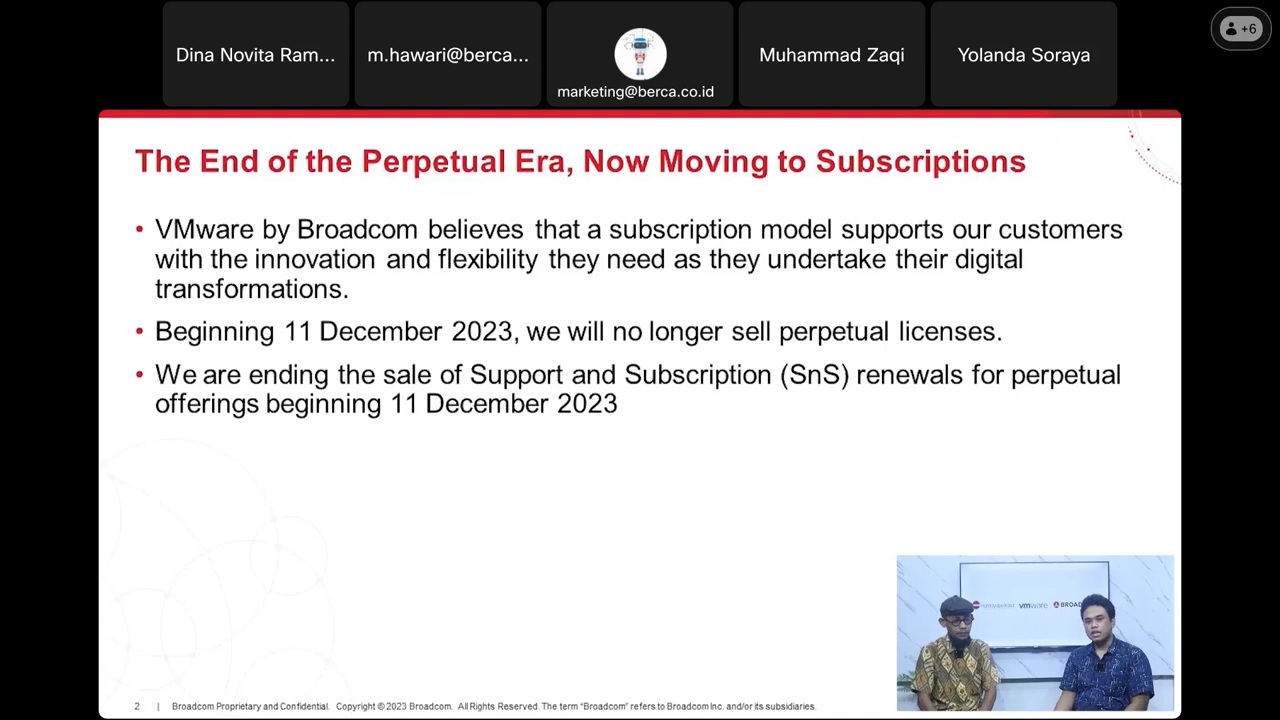 Dina Novita Ram...
m.hawari@berca...
marketing@berca.co.id
Muhammad Zaqi
Yolanda Soraya
+6
The End of the Perpetual Era, Now Moving to Subscriptions
• VMware by Broadcom believes that a subscription model supports our customers
with the innovation and flexibility they need as they undertake their digital
transformations.
• Beginning 11 December 2023, we will no longer sell perpetual licenses.
• We are ending the sale of Support and Subscription (SnS) renewals for perpetual
offerings beginning 11 December 2023
vmware
BROAD
2 | Broadcom Proprietary and Confidential. Copyright © 2023 Broadcom. All Rights Reserved. The term “Broadcom” refers to Broadcom Inc. and/or its subsidiaries.